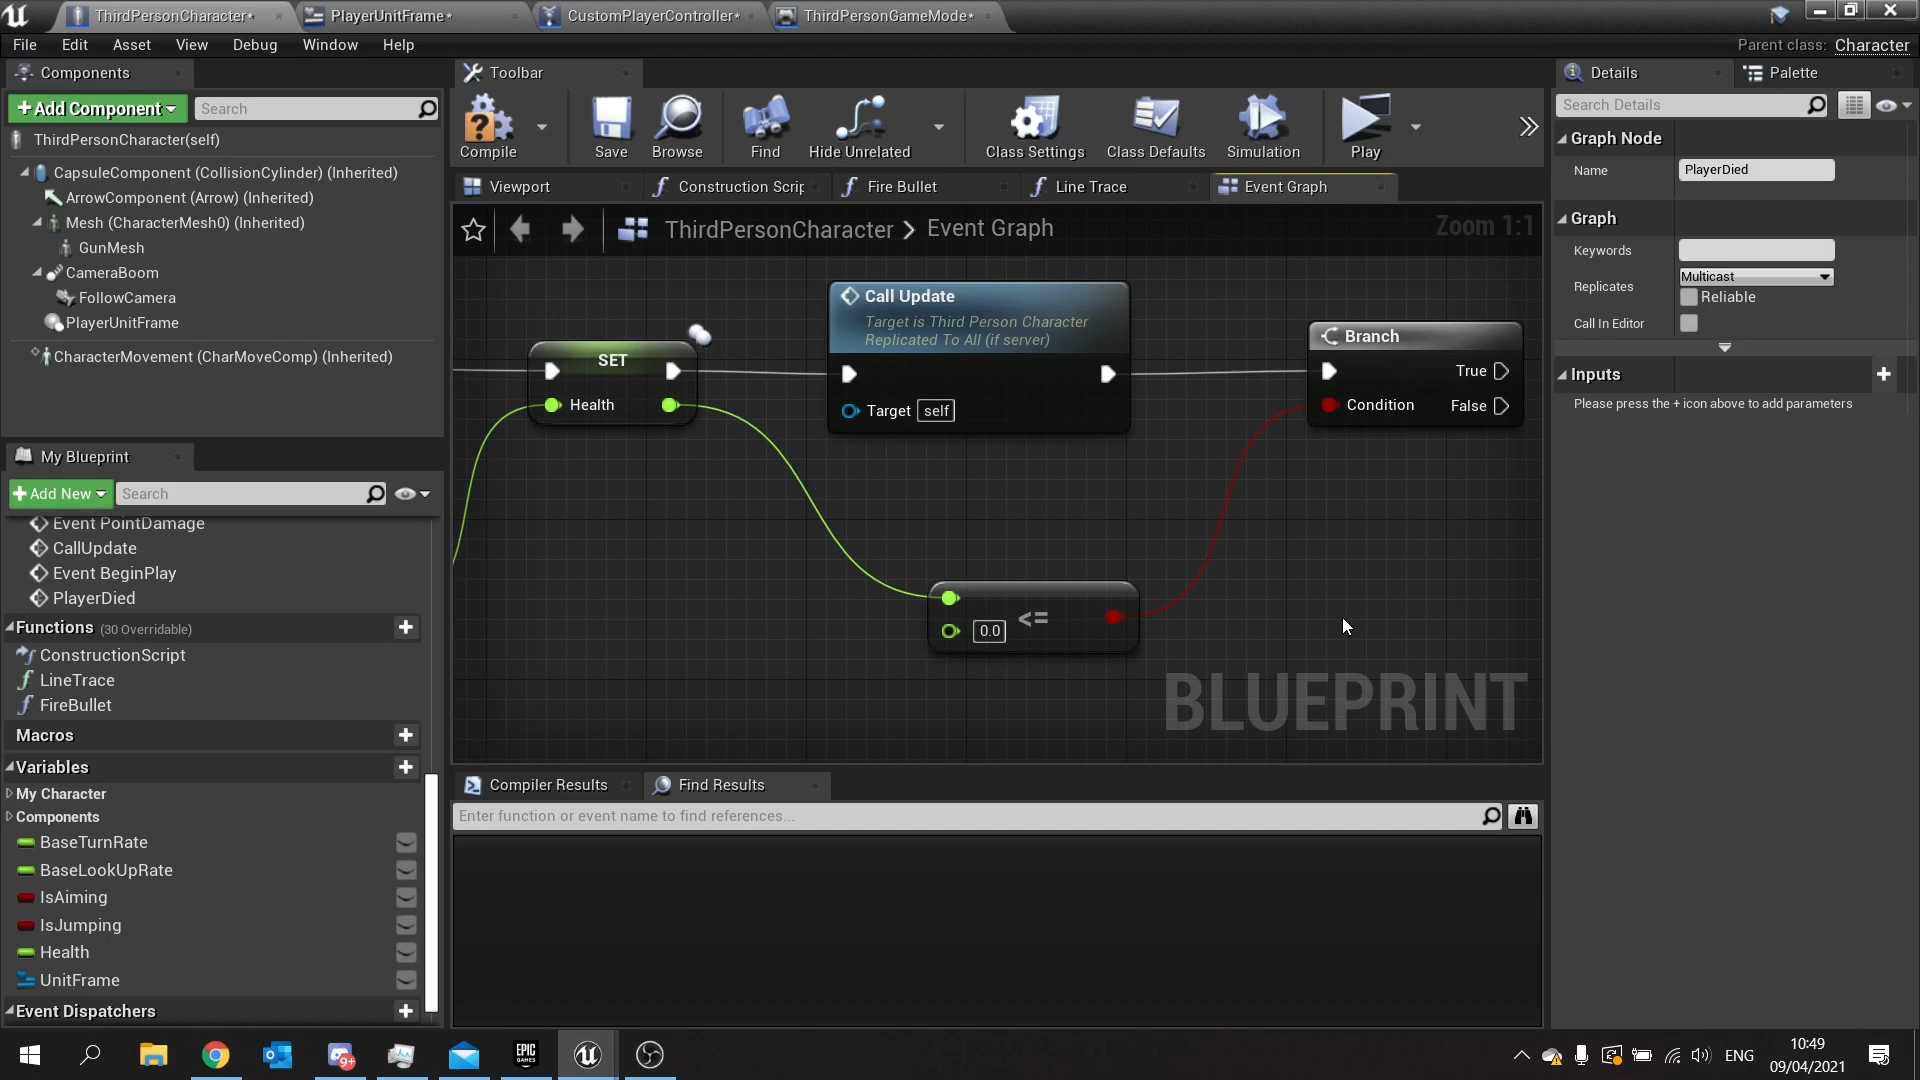 ThirdPersonCharacter*
PlayerUnitFrame*
CustomPlayerController*
ThirdPersonGameMode*
File
Edit
Asset
View
Debug
Window
Help
Parent class: Character
Components
Add Component
Search
ThirdPersonCharacter(self)
CapsuleComponent (CollisionCylinder) (Inherited)
ArrowComponent (Arrow) (Inherited)
Mesh (CharacterMesh0) (Inherited)
GunMesh
CameraBoom
FollowCamera
PlayerUnitFrame
CharacterMovement (CharMoveComp) (Inherited)
My Blueprint
Add New
Search
Event PointDamage
CallUpdate
Event BeginPlay
PlayerDied
Functions (30 Overridable)
ConstructionScript
LineTrace
FireBullet
Macros
Variables
My Character
Components
BaseTurnRate
BaseLookUpRate
IsAiming
IsJumping
Health
UnitFrame
Event Dispatchers
Toolbar
Compile
Save
Browse
Find
Hide Unrelated
Class Settings
Class Defaults
Simulation
Play
Viewport
Construction Scrip
Fire Bullet
Line Trace
Event Graph
ThirdPersonCharacter > Event Graph
Zoom 1:1
SET
Health
Call Update
Target is Third Person Character
Replicated To All (if server)
Target self
Branch
True
Condition
False
0.0
<=
BLUEPRINT
Compiler Results
Find Results
Enter function or event name to find references...
Details
Palette
Search Details
Graph Node
Name
PlayerDied
Graph
Keywords
Replicates
Multicast
Reliable
Call In Editor
Inputs
Please press the + icon above to add parameters
EPIC
GAMES
9+
ENG
10:49
09/04/2021